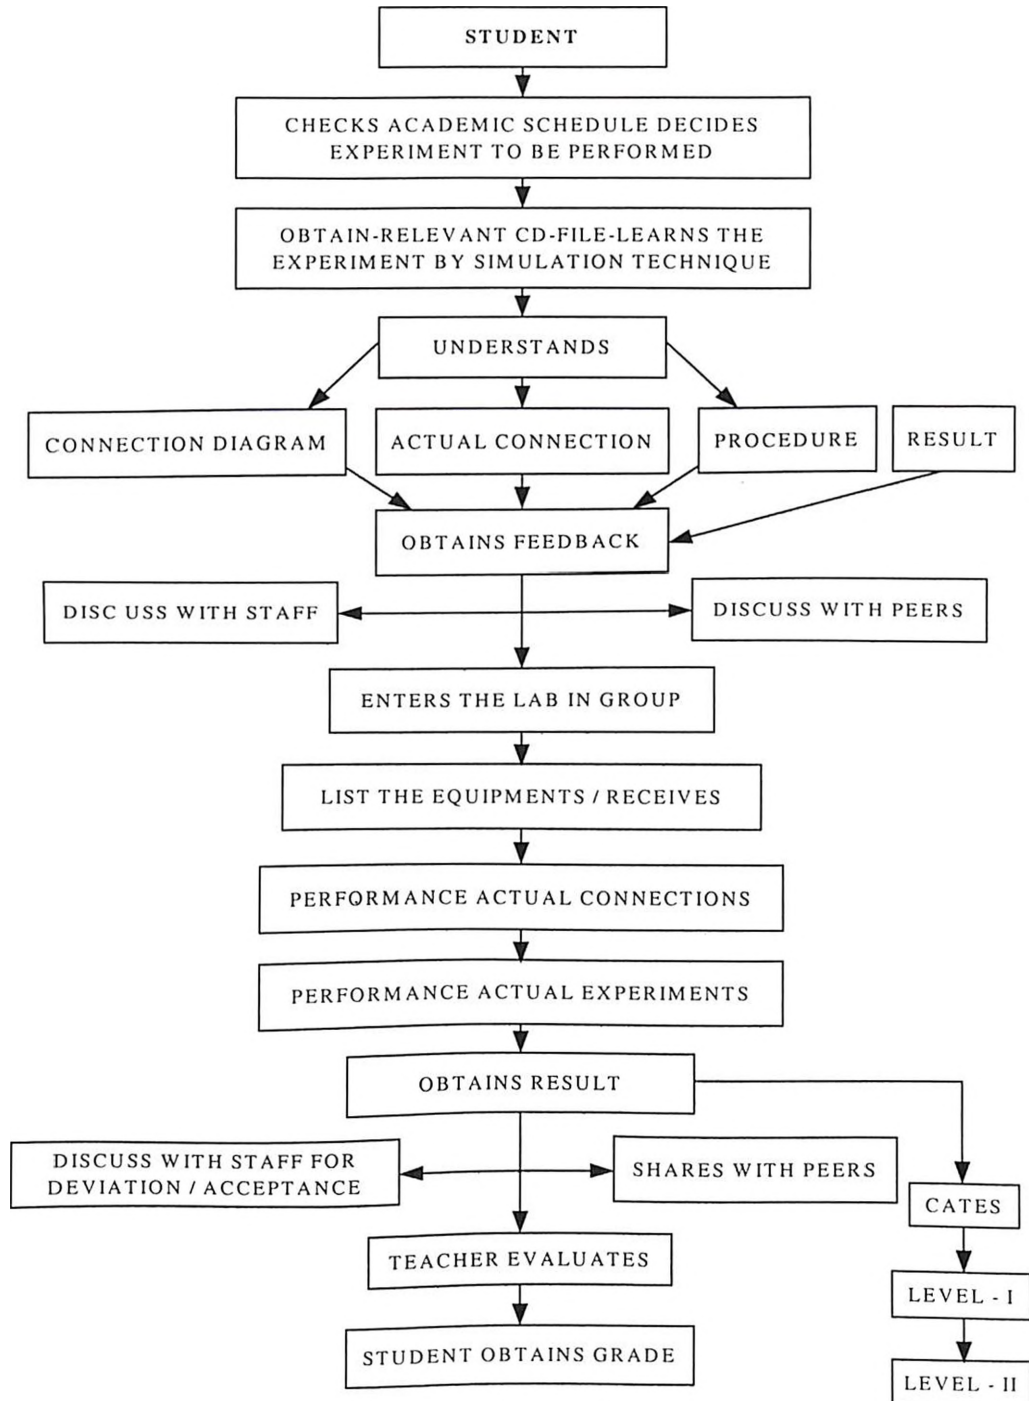 STUDENT
CHECKS ACADEMIC SCHEDULE DECIDES
EXPERIMENT TO BE PERFORMED
OBTAIN-RELEVANT CD-FILE-LEARNS THE
EXPERIMENT BY SIMULATION TECHNIQUE
UNDERSTANDS
CONNECTION DIAGRAM
ACTUAL CONNECTION
PROCEDURE
RESULT
OBTAINS FEEDBACK
DISC USS WITH STAFF
DISCUSS WITH PEERS
ENTERS THE LAB IN GROUP
LIST THE EQUIPMENTS / RECEIVES
PERFORMANCE ACTUAL CONNECTIONS
PERFORMANCE ACTUAL EXPERIMENTS
OBTAINS RESULT
DISCUSS WITH STAFF FOR
DEVIATION / ACCEPTANCE
SHARES WITH PEERS
CATES
TEACHER EVALUATES
LEVEL - I
STUDENT OBTAINS GRADE
LEVEL - II